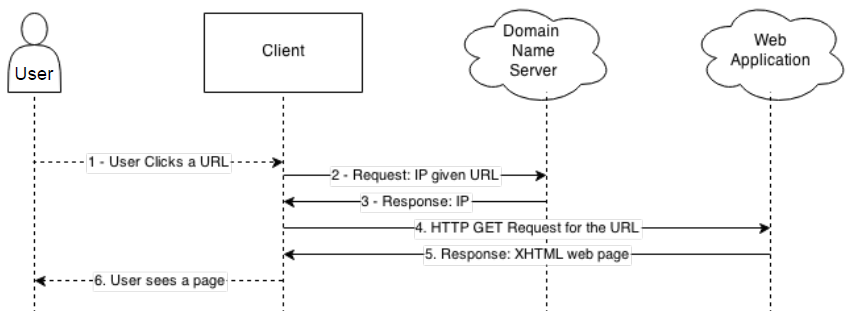 User
Client
Domain
Name
Server
Web
Application
1 - User Clicks a URL
2 - Request: IP given URL
3 - Response: IP
4. HTTP GET Request for the URL
5. Response: XHTML web page
6. User sees a page